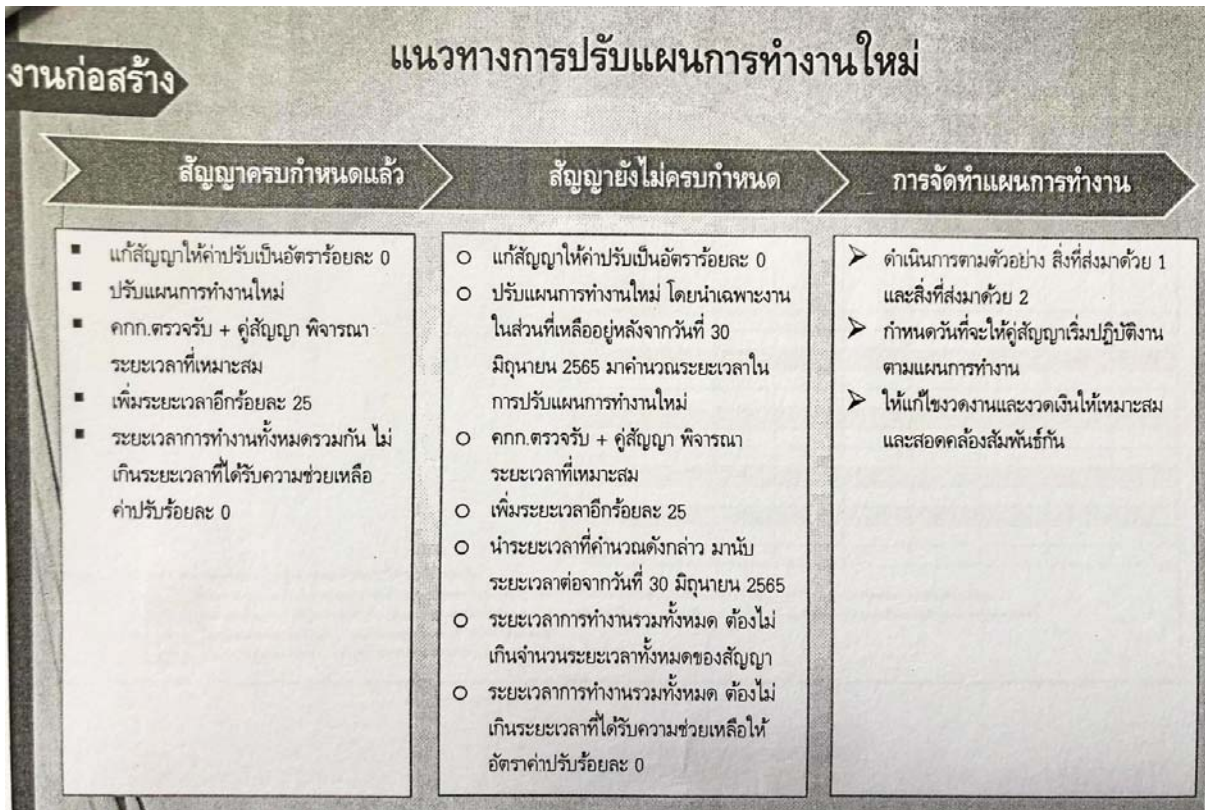 งานก่อสร้าง
แนวทางการปรับแผนการทำงานใหม่
สัญญาครบกำหนดแล้ว
■ แก้สัญญาให้ค่าปรับเป็นอัตราร้อยละ 0
■ ปรับแผนการทำงานใหม่
■ คกก.ตรวจรับ + คู่สัญญา พิจารณา
ระยะเวลาที่เหมาะสม
■ เพิ่มระยะเวลาอีกร้อยละ 25
■ ระยะเวลาการทำงานทั้งหมดรวมกัน ไม่
เกินระยะเวลาที่ได้รับความช่วยเหลือ
ค่าปรับร้อยละ 0
สัญญายังไม่ครบกำหนด
○ แก้สัญญาให้ค่าปรับเป็นอัตราร้อยละ 0
○ ปรับแผนการทำงานใหม่ โดยนำเฉพาะงาน
ในส่วนที่เหลืออยู่หลังจากวันที่ 30
มิถุนายน 2565 มาคำนวณระยะเวลาใน
การปรับแผนการทำงานใหม่
○ คกก.ตรวจรับ + คู่สัญญา พิจารณา
ระยะเวลาที่เหมาะสม
○ เพิ่มระยะเวลาอีกร้อยละ 25
○ นำระยะเวลาที่คำนวณดังกล่าว มานับ
ระยะเวลาต่อจากวันที่ 30 มิถุนายน 2565
○ ระยะเวลาการทำงานรวมทั้งหมด ต้องไม่
เกินจำนวนระยะเวลาทั้งหมดของสัญญา
○ ระยะเวลาการทำงานรวมทั้งหมด ต้องไม่
เกินระยะเวลาที่ได้รับความช่วยเหลือให้
อัตราค่าปรับร้อยละ 0
การจัดทำแผนการทำงาน
➢ ดำเนินการตามตัวอย่าง สิ่งที่ส่งมาด้วย 1
และสิ่งที่ส่งมาด้วย 2
➢ กำหนดวันที่จะให้คู่สัญญาเริ่มปฏิบัติงาน
ตามแผนการทำงาน
➢ ให้แก้ไขงวดงานและงวดเงินให้เหมาะสม
และสอดคล้องสัมพันธ์กัน